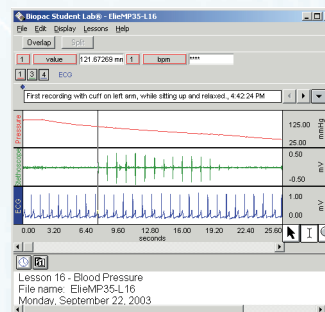 Biopac Student Lab® - ElieMP35-L16
File Edit Display Lessons Help
Overlap Split
1 value 121.67269 mm 1 bpm ****
1 3 4 ECG
First recording with cuff on left arm, while sitting up and relaxed., 4:42:24 PM
Pressure
125.00
25.00
mmHg
Stethoscope
0.50
-0.50
mV
ECG
1.00
0.00
mV
0.00 3.20 6.40 9.60 12.80 16.00 19.20 22.40 25.60
seconds
Lesson 16 - Blood Pressure
File name: ElieMP35-L16
Monday, September 22, 2003